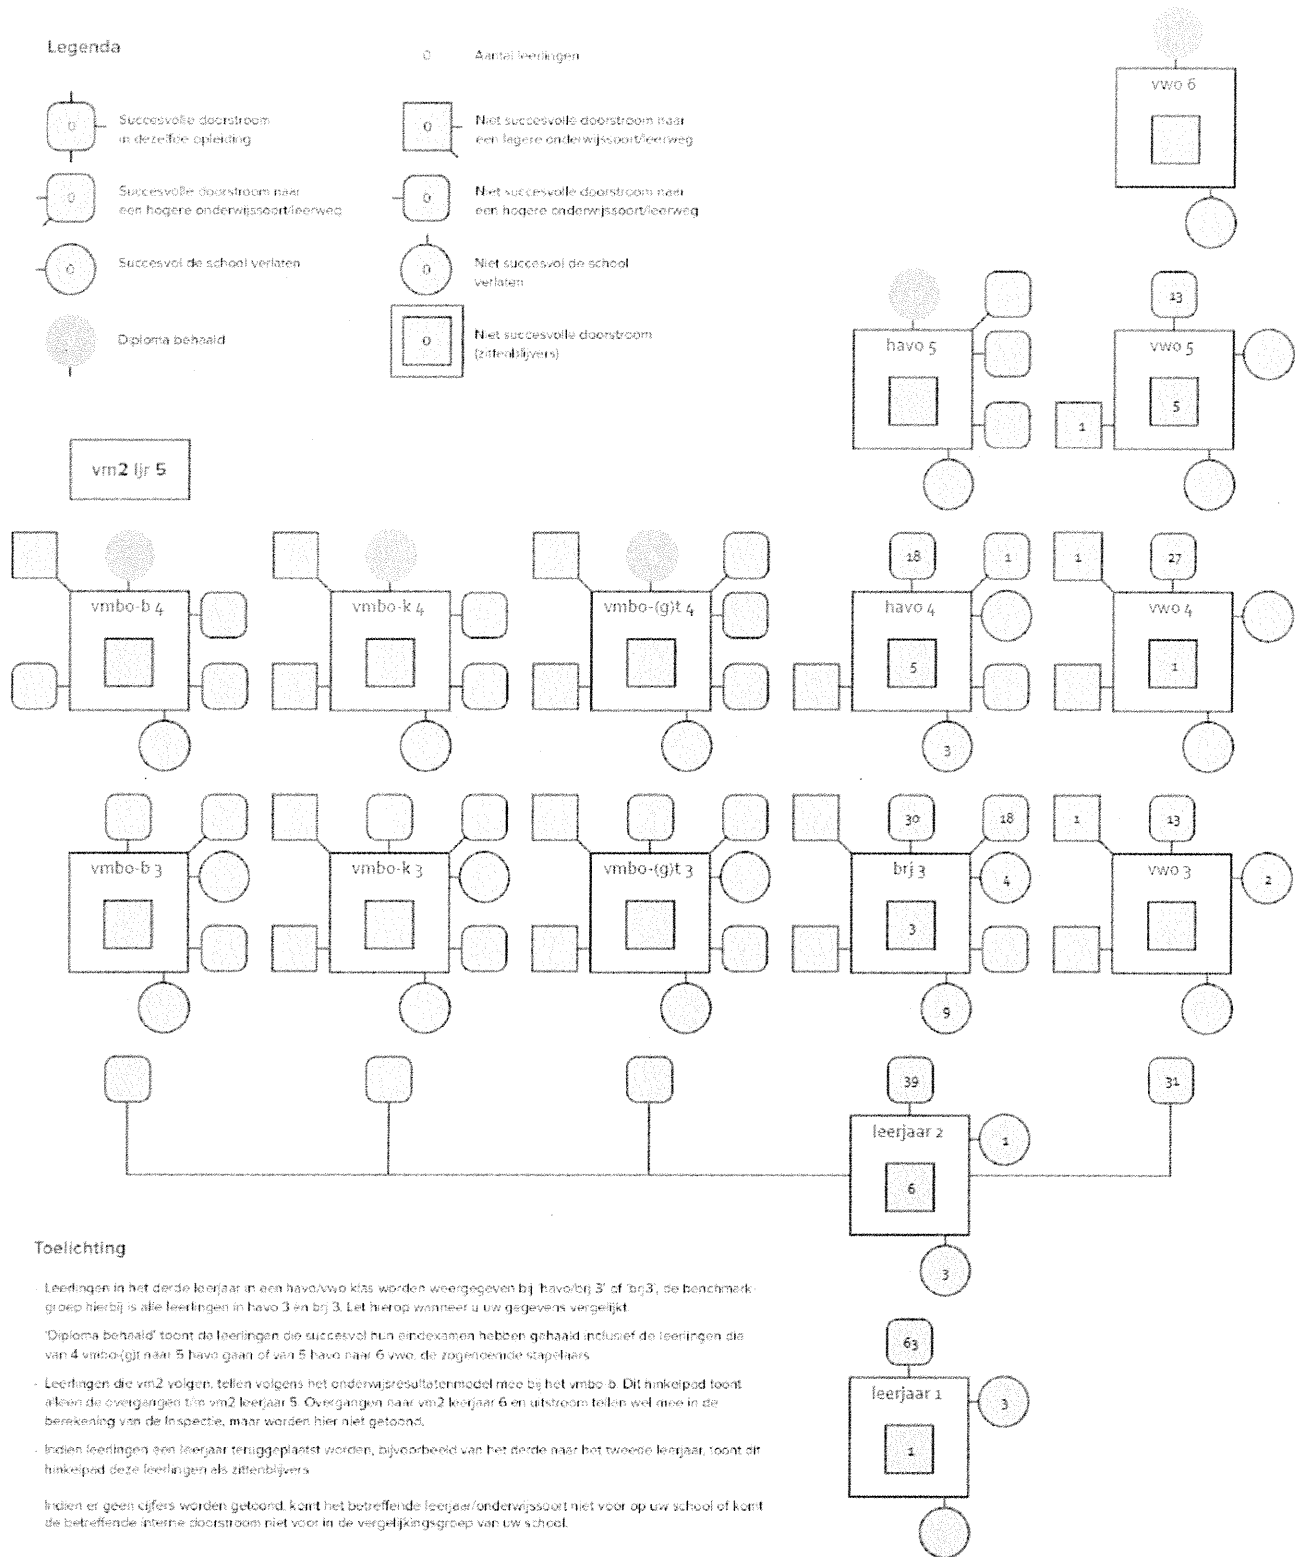 Legenda
0 Aantal leerlingen
0 Succesvolle doorstroom
in dezelfde opleiding
0 Niet succesvolle doorstroom naar
een lagere onderwijssoort/leerweg
0 Succesvolle doorstroom naar
een hogere onderwijssoort/leerweg
0 Niet succesvolle doorstroom naar
een hogere onderwijssoort/leerweg
0 Succesvol de school verlaten
0 Niet succesvol de school
verlaten
Diploma behaald
0 Niet succesvolle doorstroom
(zittenblijvers)
vwo 6
13
havo 5 vwo 5
5
1
vm2 ljr 5
18 1 1 27
vmbo-b 4 vmbo-k 4 vmbo-(g)t 4 havo 4 vwo 4
5 1
3
30 18 1 13
vmbo-b 3 vmbo-k 3 vmbo-(g)t 3 brj 3 4 vwo 3 2
3
9
39 31
leerjaar 2 1
6
3
63
leerjaar 1 3
1
Toelichting
- Leerlingen in het derde leerjaar in een havo/vwo klas worden weergegeven bij 'havo/brj 3' of 'brj3', de benchmark-
groep hierbij is alle leerlingen in havo 3 en brj 3. Let hierop wanneer u uw gegevens vergelijkt.
'Diploma behaald' toont de leerlingen die succesvol hun eindexamen hebben gehaald inclusief de leerlingen die
van 4 vmbo-(g)t naar 5 havo gaan of van 5 havo naar 6 vwo, de zogenoemde stapelaars
- Leerlingen die vm2 volgen, tellen volgens het onderwijsresultatenmodel mee bij het vmbo-b. Dit hinkelpad toont
alleen de overgangen t/m vm2 leerjaar 5. Overgangen naar vm2 leerjaar 6 en uitstroom tellen wel mee in de
berekening van de Inspectie, maar worden hier niet getoond.
- Indien leerlingen een leerjaar teruggeplaatst worden, bijvoorbeeld van het derde naar het tweede leerjaar, toont dit
hinkelpad deze leerlingen als zittenblijvers
Indien er geen cijfers worden getoond, komt het betreffende leerjaar/onderwijssoort niet voor op uw school of komt
de betreffende interne doorstroom niet voor in de vergelijkingsgroep van uw school.